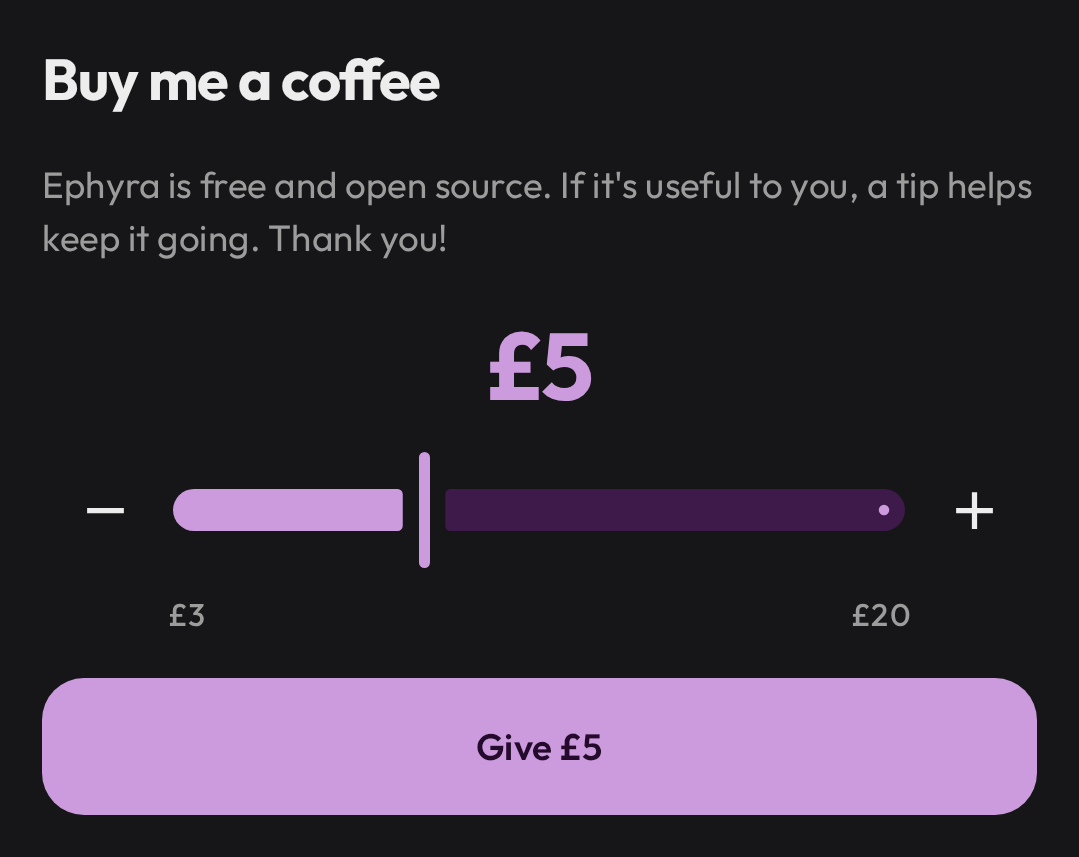 Buy me a coffee
Ephyra is free and open source. If it's useful to you, a tip helps
keep it going. Thank you!
£5
− +
£3 £20
Give £5